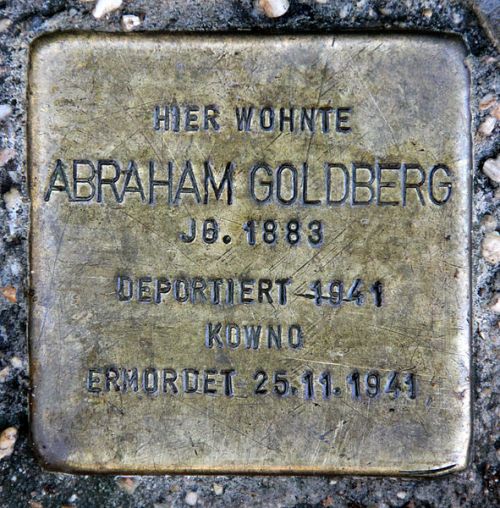 HIER WOHNTE
ABRAHAM GOLDBERG
JG. 1883
DEPORTIERT 1941
KOWNO
ERMORDET 25.11.1941